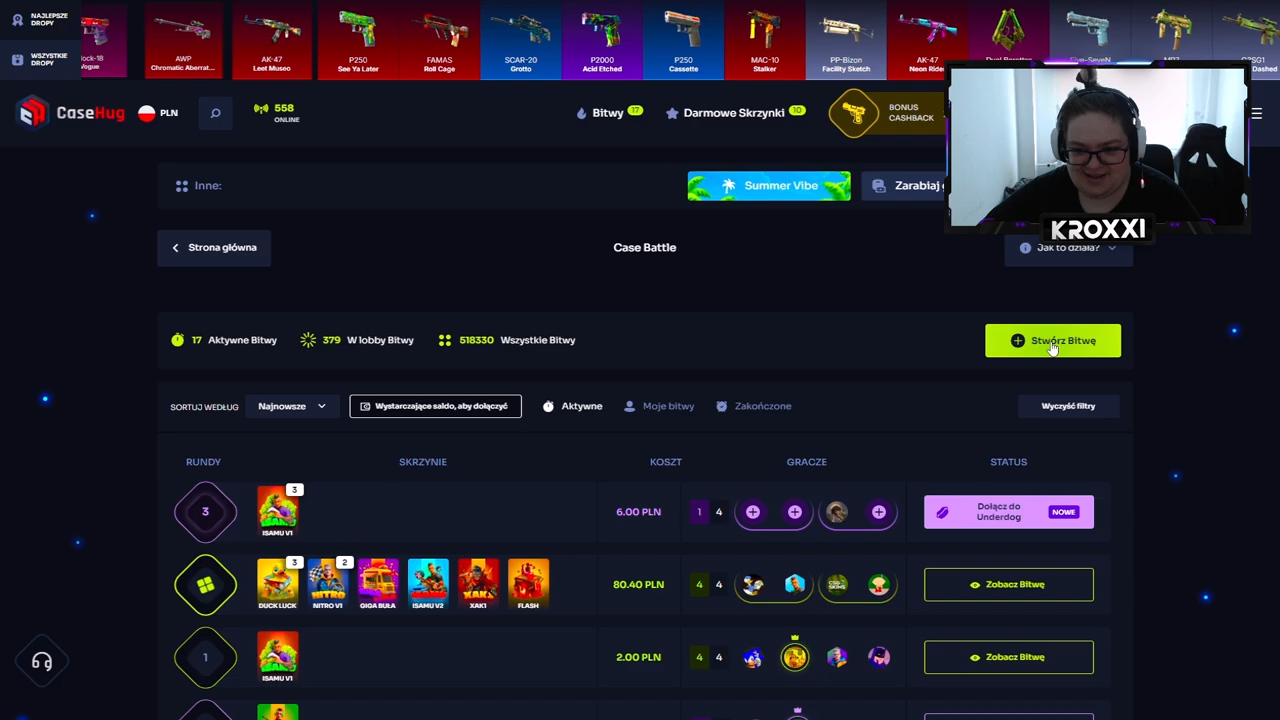 NAJLEPSZE
DROPY
WSZYSTKIE
DROPY
Vogue
AWP
Chromatic Aberrat...
AK-47
Leet Museo
P250
See Ya Later
FAMAS
Roll Cage
SCAR-20
Grotto
P2000
Acid Etched
P250
Cassette
MAC-10
Stalker
PP-Bizon
Facility Sketch
AK-47
Neon Rider
CaseHug
PLN
558
ONLINE
Bitwy 17
Darmowe Skrzynki 10
BONUS
CASHBACK
Inne:
Summer Vibe
Zarabiaj
KROXXI
Strona główna
Case Battle
Jak to działa?
17 Aktywne Bitwy
379 W lobby Bitwy
518330 Wszystkie Bitwy
Stwórz Bitwę
SORTUJ WEDŁUG
Najnowsze
Wystarczające saldo, aby dołączyć
Aktywne
Moje bitwy
Zakończone
Wyczyść filtry
RUNDY
SKRZYNIE
KOSZT
GRACZE
STATUS
3
3
ISAMU V1
6.00 PLN
1 4
Dołącz do
Underdog
NOWE
3
DUCK LUCK
2
NITRO V1
GIGA BUŁA
ISAMU V2
XAK1
FLASH
80.40 PLN
4 4
Zobacz Bitwę
1
ISAMU V1
2.00 PLN
4 4
Zobacz Bitwę